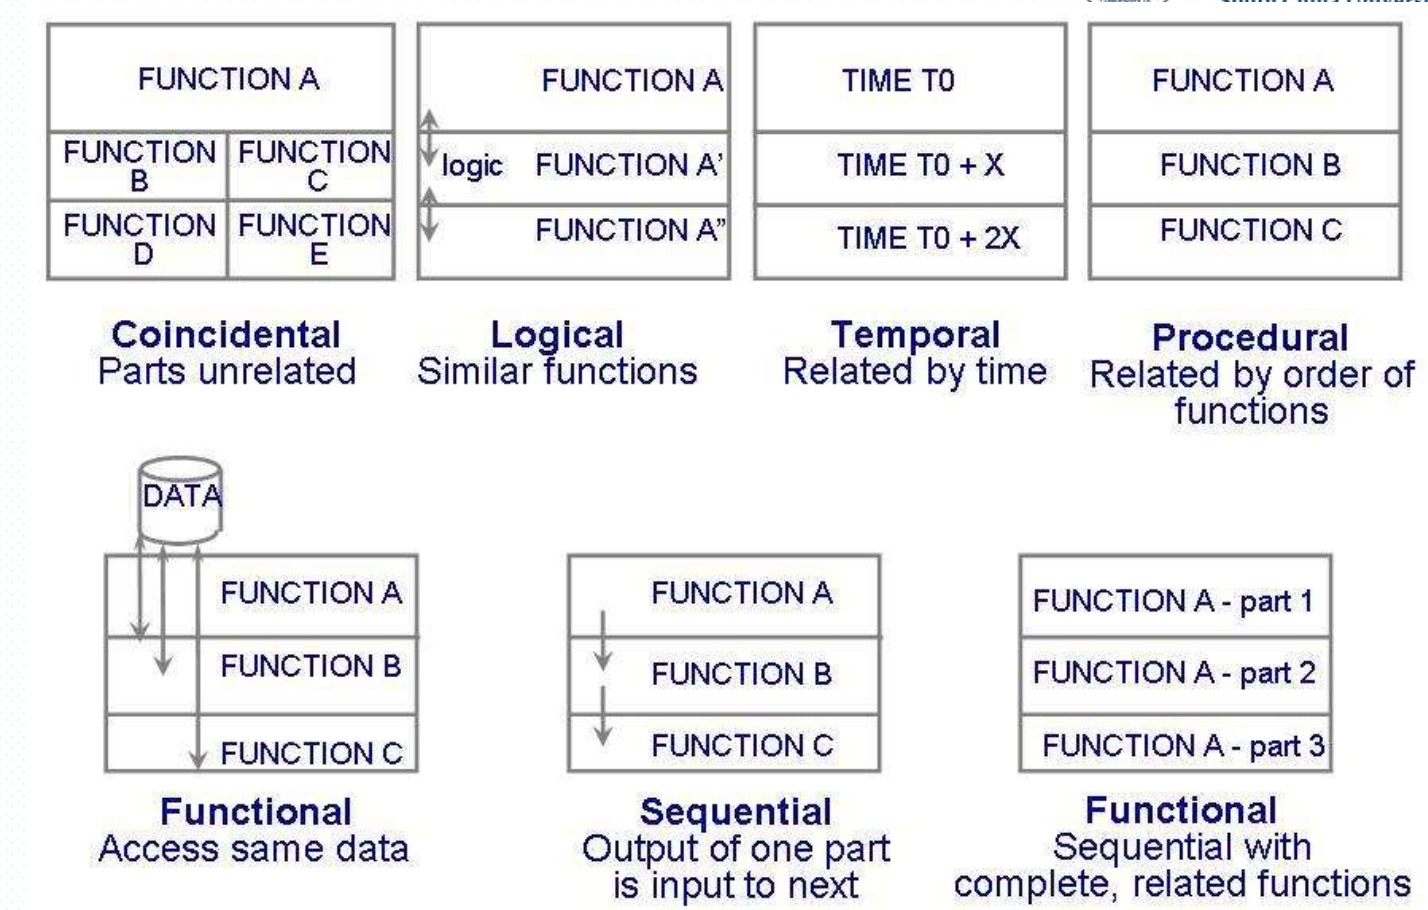 FUNCTION A
FUNCTION B
FUNCTION C
FUNCTION D
FUNCTION E
Coincidental
Parts unrelated
FUNCTION A
logic FUNCTION A'
FUNCTION A”
Logical
Similar functions
TIME T0
TIME T0 + X
TIME T0 + 2X
Temporal
Related by time
FUNCTION A
FUNCTION B
FUNCTION C
Procedural
Related by order of
functions
DATA
FUNCTION A
FUNCTION B
FUNCTION C
Functional
Access same data
FUNCTION A
FUNCTION B
FUNCTION C
Sequential
Output of one part
is input to next
FUNCTION A - part 1
FUNCTION A - part 2
FUNCTION A - part 3
Functional
Sequential with
complete, related functions